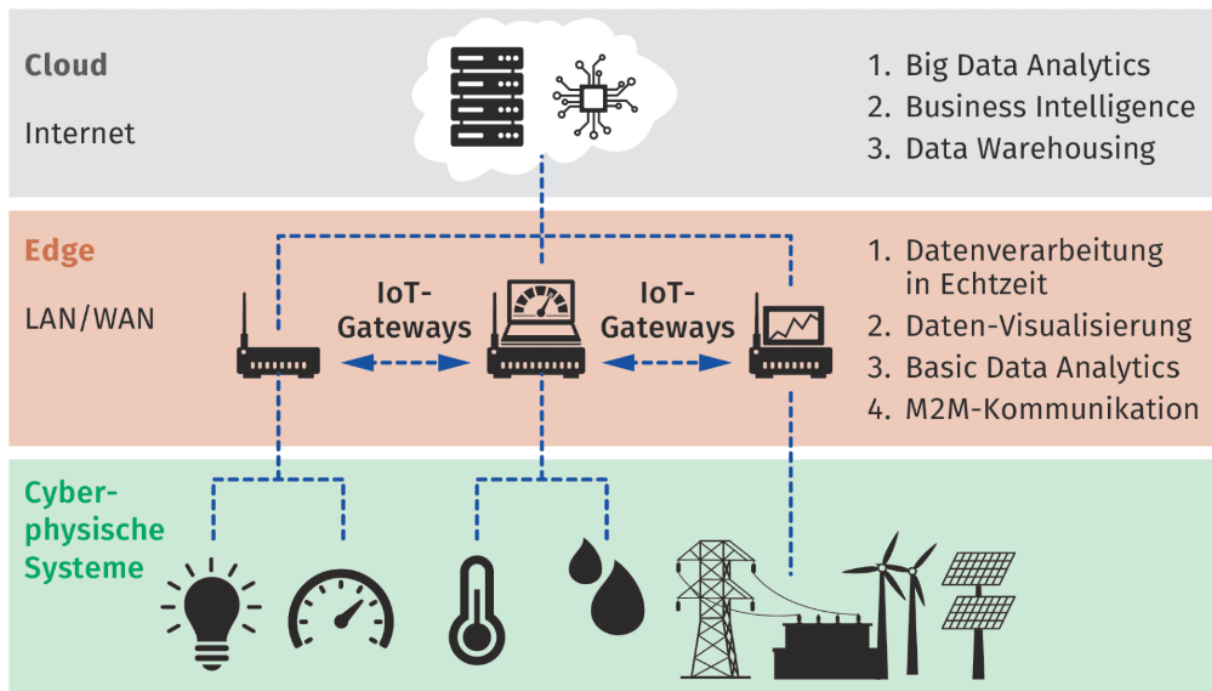 Cloud
Internet
1. Big Data Analytics
2. Business Intelligence
3. Data Warehousing
Edge
LAN/WAN
IoT-
Gateways
IoT-
Gateways
1. Datenverarbeitung
in Echtzeit
2. Daten-Visualisierung
3. Basic Data Analytics
4. M2M-Kommunikation
Cyber-
physische
Systeme